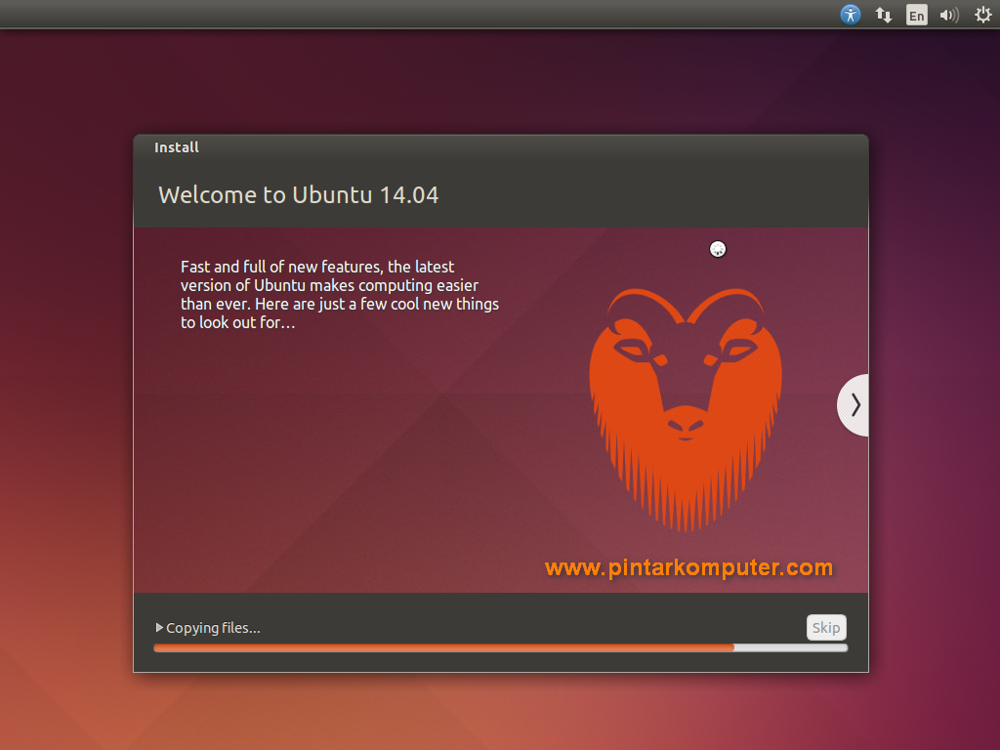 En
Install
Welcome to Ubuntu 14.04
Fast and full of new features, the latest
version of Ubuntu makes computing easier
than ever. Here are just a few cool new things
to look out for...
www.pintarkomputer.com
Copying files...
Skip